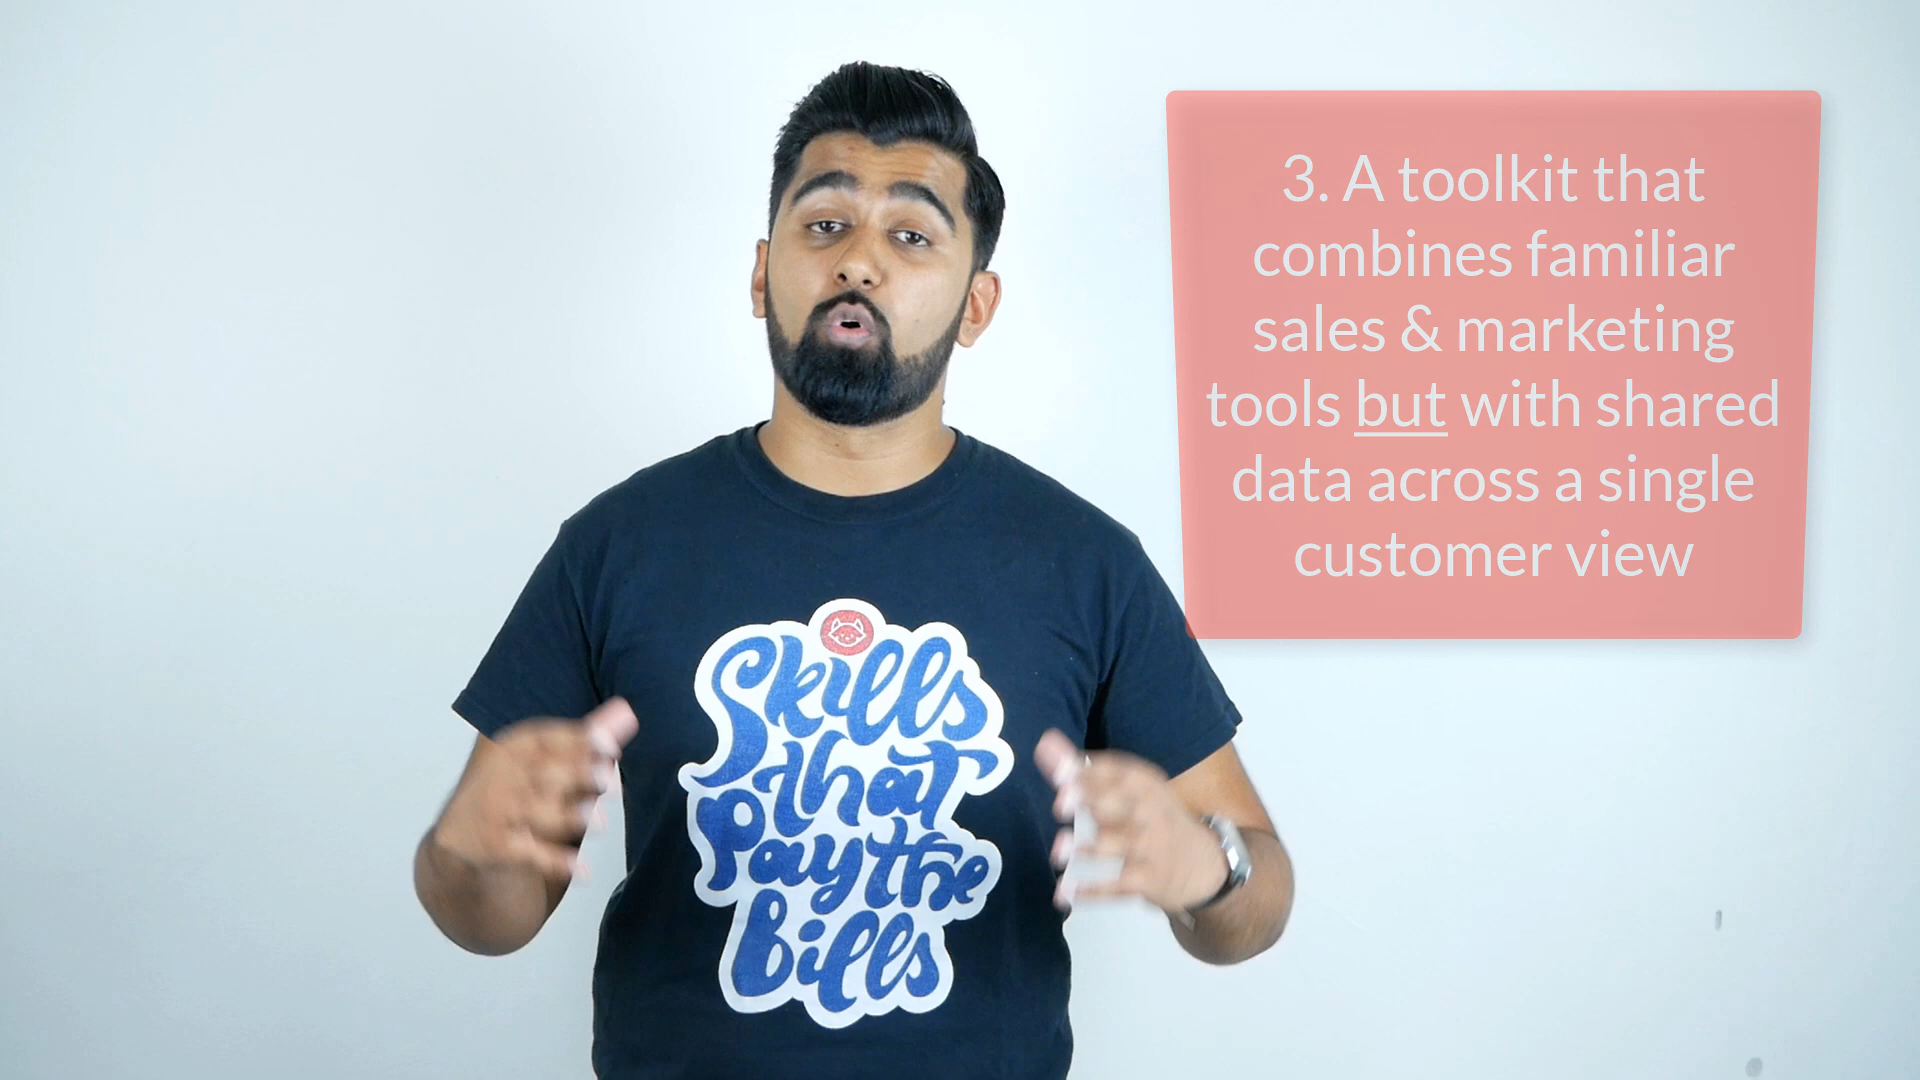 3. A toolkit that
combines familiar
sales & marketing
tools but with shared
data across a single
customer view
Skills
that
Pay the
bills